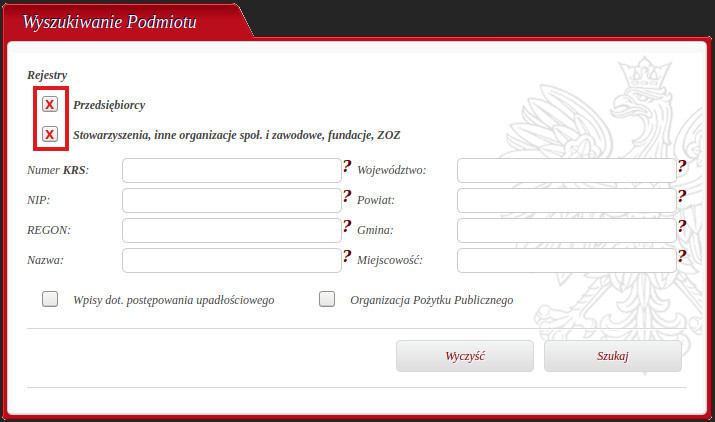 Wyszukiwanie Podmiotu
Rejestry
X Przedsiębiorcy
X Stowarzyszenia, inne organizacje społ. i zawodowe, fundacje, ZOZ
Numer KRS: ? Województwo: ?
NIP: ? Powiat: ?
REGON: ? Gmina: ?
Nazwa: ? Miejscowość: ?
Wpisy dot. postępowania upadłościowego Organizacja Pożytku Publicznego
Wyczyść Szukaj